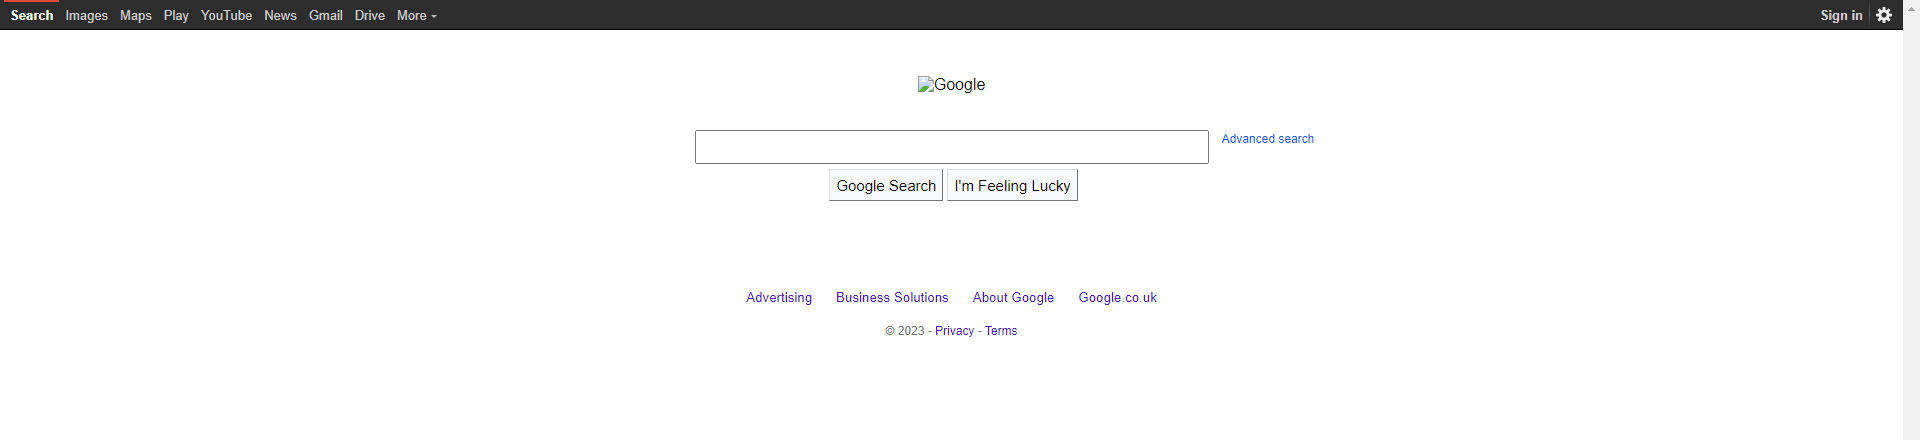 Search Images Maps Play YouTube News Gmail Drive More Sign in
Google
Advanced search
Google Search I'm Feeling Lucky
Advertising Business Solutions About Google Google.co.uk
© 2023 - Privacy - Terms